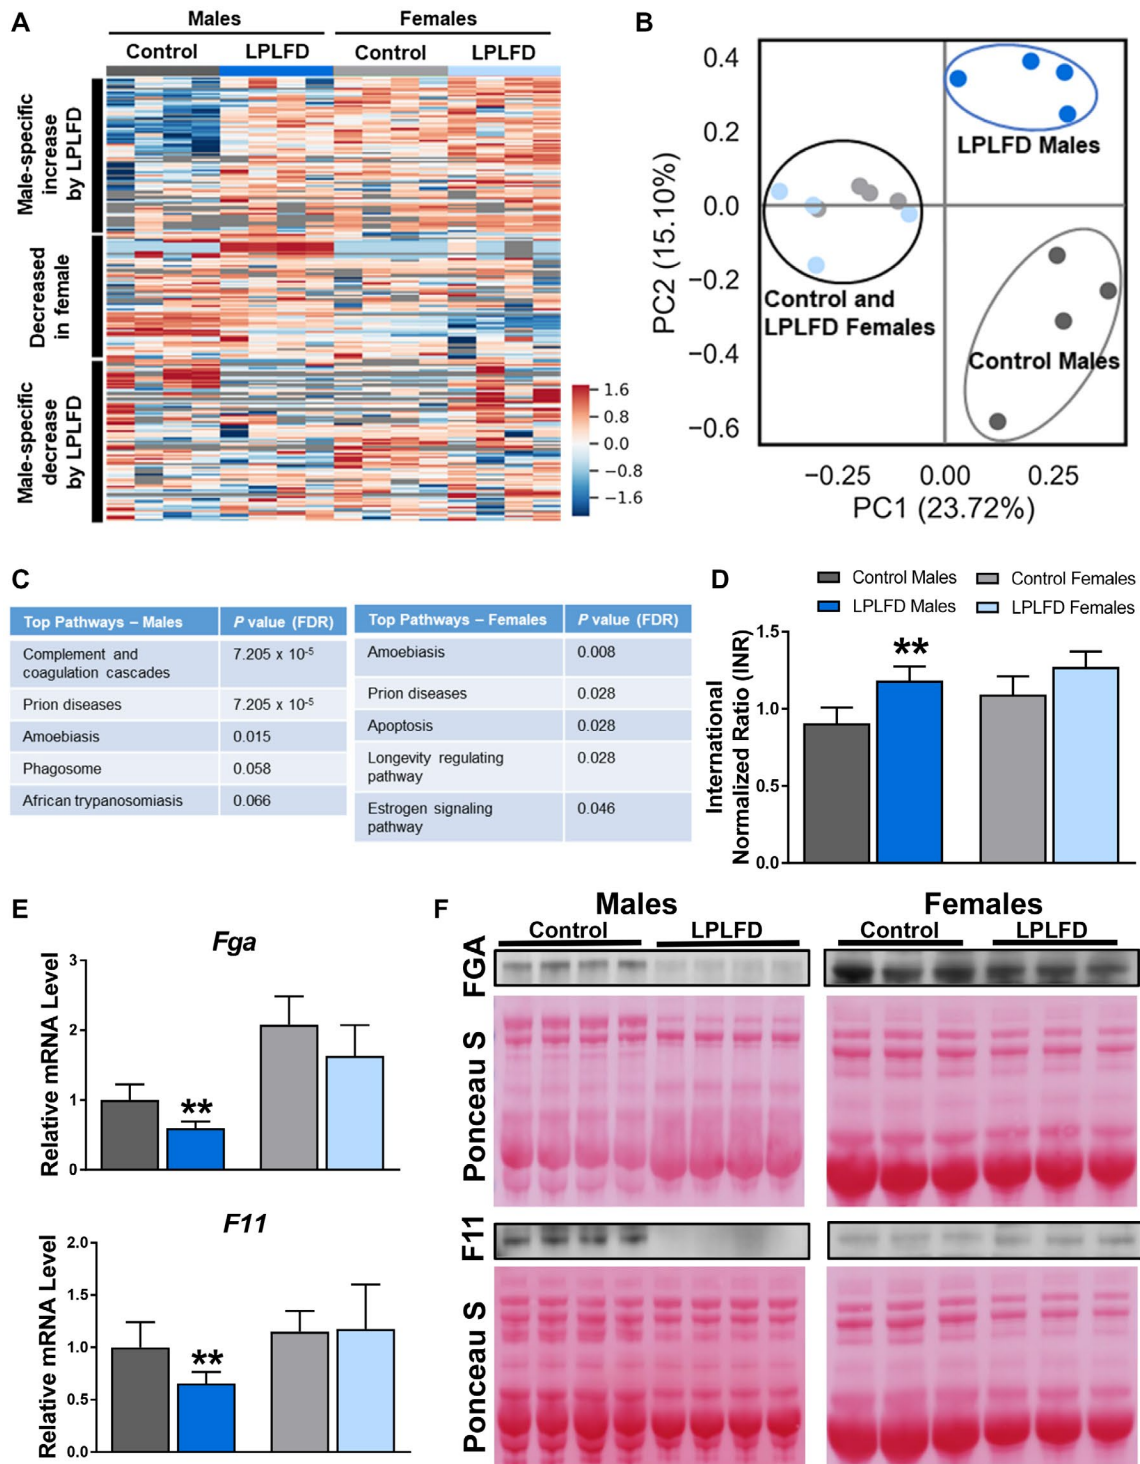 A
Males
Females
Control
LPLFD
Control
LPLFD
Male-specific
increase
by LPLFD
Decreased
in female
Male-specific
decrease
by LPLFD
1.6
0.8
0.0
−0.8
−1.6
B
0.4
0.2
0.0
−0.2
−0.4
−0.6
PC2 (15.10%)
LPLFD Males
Control and
LPLFD Females
Control Males
−0.25
0.00
0.25
PC1 (23.72%)
C
Top Pathways – Males
P value (FDR)
Complement and
coagulation cascades
7.205 x 10-5
Prion diseases
7.205 x 10-5
Amoebiasis
0.015
Phagosome
0.058
African trypanosomiasis
0.066
Top Pathways – Females
P value (FDR)
Amoebiasis
0.008
Prion diseases
0.028
Apoptosis
0.028
Longevity regulating
pathway
0.028
Estrogen signaling
pathway
0.046
D
Control Males
Control Females
LPLFD Males
LPLFD Females
International
Normalized Ratio (INR)
1.5
1.0
0.5
0.0
**
E
Fga
Relative mRNA Level
3
2
1
0
**
F11
Relative mRNA Level
2.0
1.5
1.0
0.5
0.0
**
F
Males
Females
Control
LPLFD
Control
LPLFD
FGA
Ponceau S
F11
Ponceau S